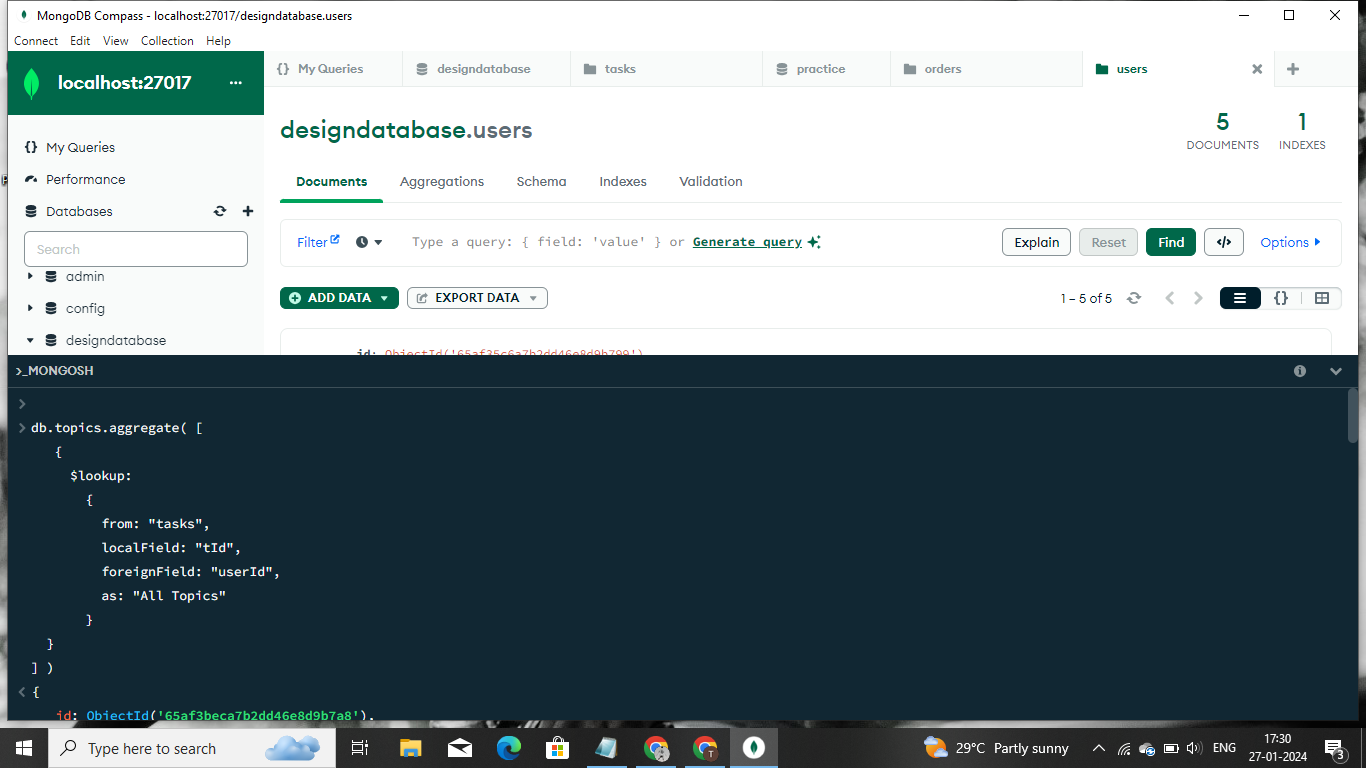 MongoDB Compass - localhost:27017/designdatabase.users
Connect Edit View Collection Help
localhost:27017 ...
{} My Queries designdatabase tasks practice orders users
My Queries
Performance
Databases
Search
admin
config
designdatabase
designdatabase.users
5 DOCUMENTS
1 INDEXES
Documents Aggregations Schema Indexes Validation
Filter Type a query: { field: 'value' } or Generate query Explain Reset Find </> Options
ADD DATA EXPORT DATA 1 – 5 of 5 {}
_id: ObjectId('65af35c6a7b2dd46e8d9b799')
>_MONGOSH
>
> db.topics.aggregate( [
{
$lookup:
{
from: "tasks",
localField: "tId",
foreignField: "userId",
as: "All Topics"
}
}
] )
< {
_id: ObjectId('65af3beca7b2dd46e8d9b7a8'),
Type here to search
29°C Partly sunny
ENG
17:30
27-01-2024
3